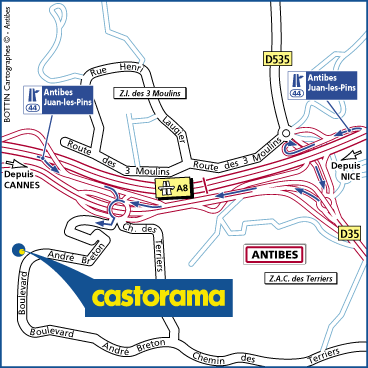 BOTTIN Cartographes © - Antibes
D535
Antibes
Juan-les-Pins
44
Antibes
Juan-les-Pins
44
Rue Henri
Laugier
Z.I. des 3 Moulins
Route des 3 Moulins
Route des 3 Moulins
Depuis
CANNES
Depuis
NICE
A8
Ch. des Terriers
D35
ANTIBES
Z.A.C. des Terriers
André Breton
Boulevard
castorama
Boulevard André Breton
Chemin des Terriers